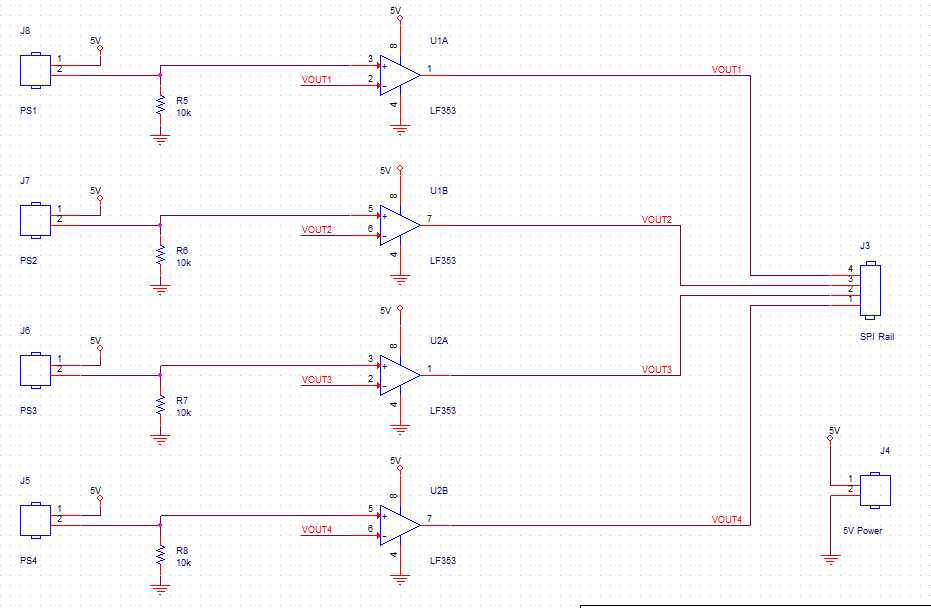 J8
5V
1
2
PS1
R5
10k
5V
8
U1A
3
+
2
-
VOUT1
1
4
LF353
VOUT1
J7
5V
1
2
PS2
R6
10k
5V
8
U1B
5
+
6
-
VOUT2
7
4
LF353
VOUT2
J3
4
3
2
1
SPI Rail
J6
5V
1
2
PS3
R7
10k
5V
8
U2A
3
+
2
-
VOUT3
1
4
LF353
VOUT3
J5
5V
1
2
PS4
R8
10k
5V
8
U2B
5
+
6
-
VOUT4
7
4
LF353
VOUT4
5V
J4
1
2
5V Power